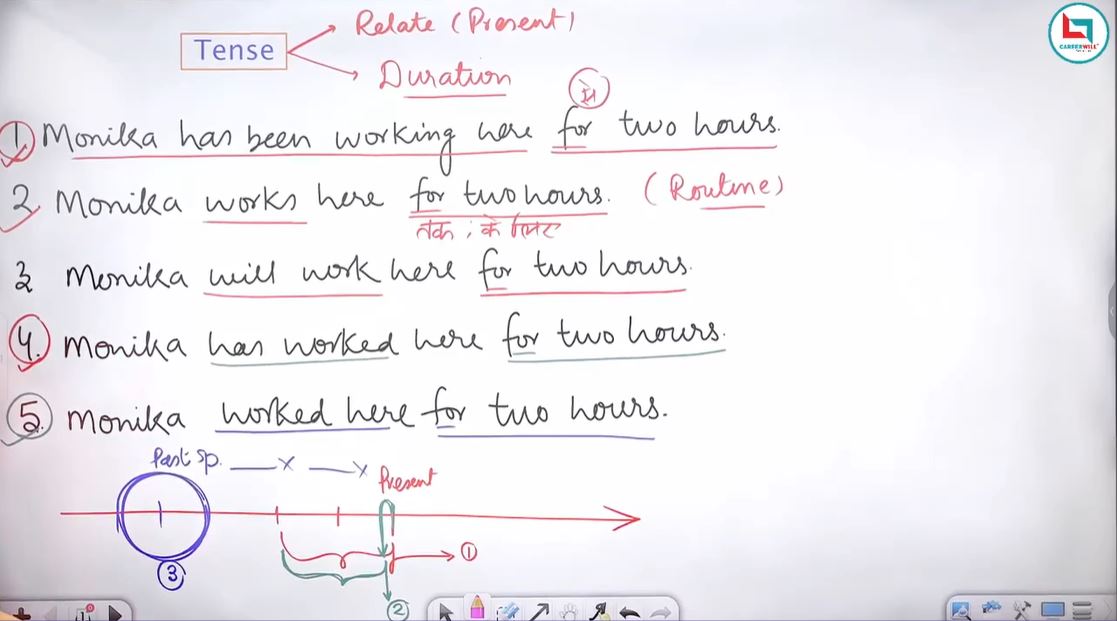 Relate (Present)
Tense
Duration
से
CAREERWILL
1. Monika has been working here for two hours.
2. Monika works here for two hours. (Routine)
तक ; के लिए
3 Monika will work here for two hours.
4. Monika has worked here for two hours.
5. Monika worked here for two hours.
Past Sp. x x
Present
1
3
2